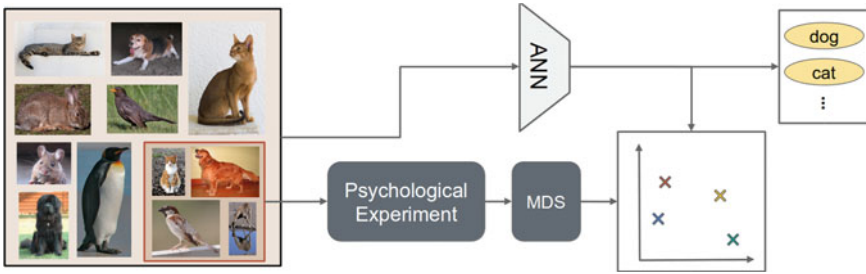 ANN
dog
cat
...
Psychological
Experiment
MDS